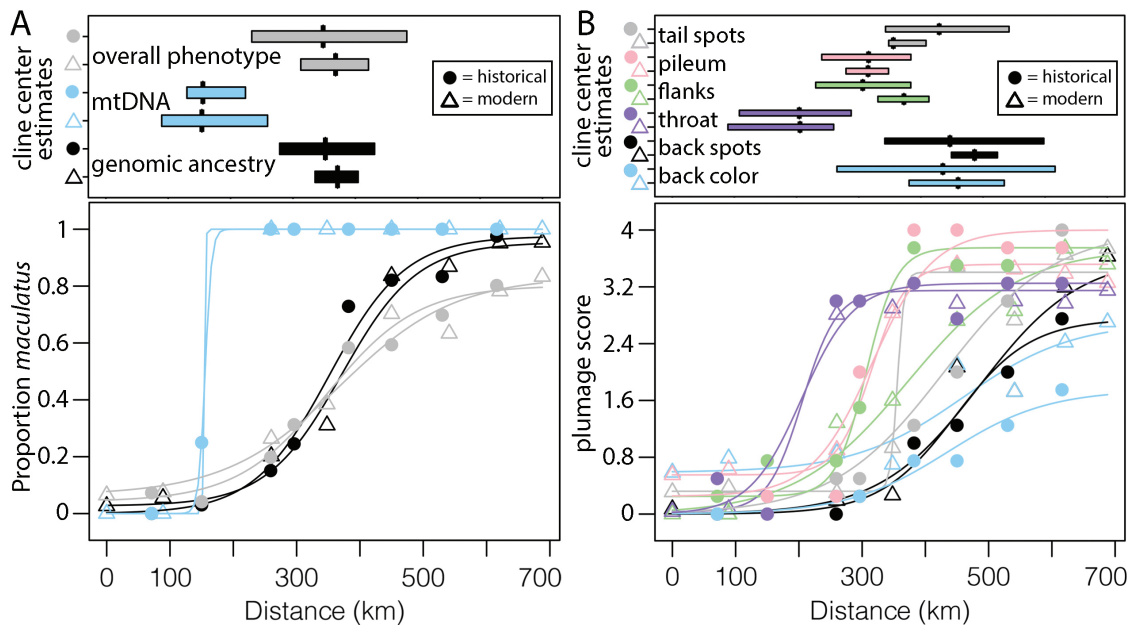 A
cline center
estimates
overall phenotype
mtDNA
genomic ancestry
= historical
= modern
Proportion maculatus
1
0.8
0.6
0.4
0.2
0
0
100
300
500
700
Distance (km)
B
cline center
estimates
tail spots
pileum
flanks
throat
back spots
back color
= historical
= modern
plumage score
4
3.2
2.4
1.6
0.8
0
0
100
300
500
700
Distance (km)